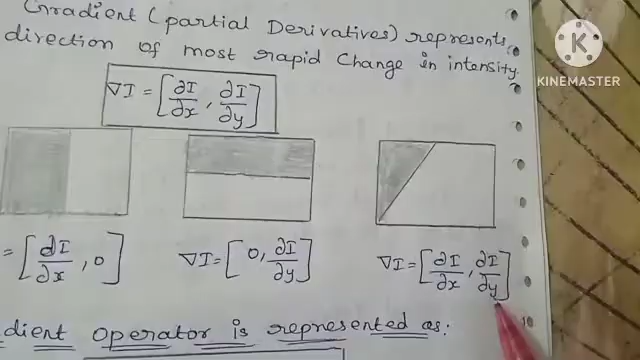 Gradient (partial Derivatives) represents
direction of most rapid Change in intensity.
KINEMASTER
∇I = [∂I/∂x , ∂I/∂y]
= [dI/∂x , 0]
∇I = [0, ∂I/∂y]
∇I = [∂I/∂x , ∂I/∂y]
dient operator is represented as: